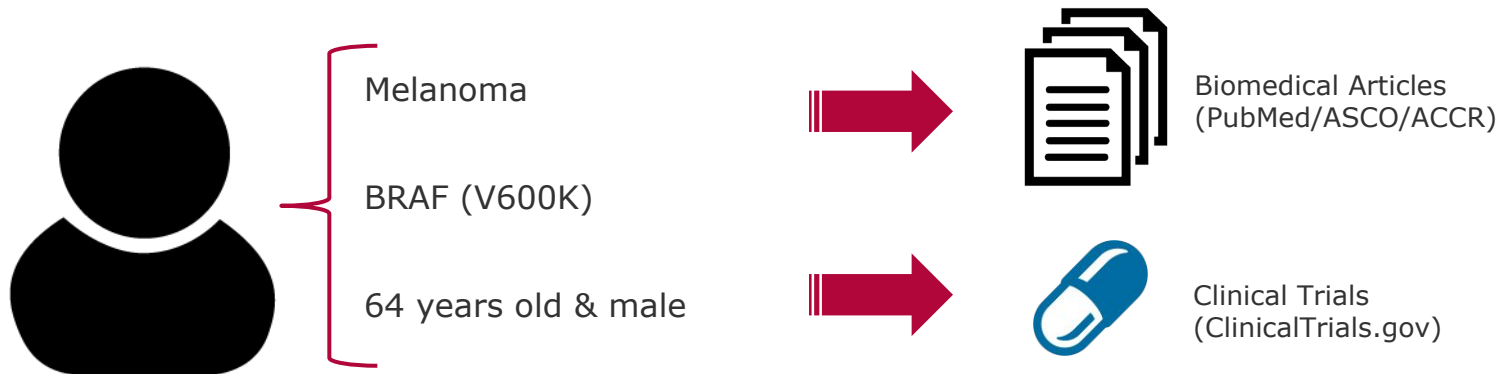 Melanoma
BRAF (V600K)
64 years old & male
Biomedical Articles
(PubMed/ASCO/ACCR)
Clinical Trials
(ClinicalTrials.gov)